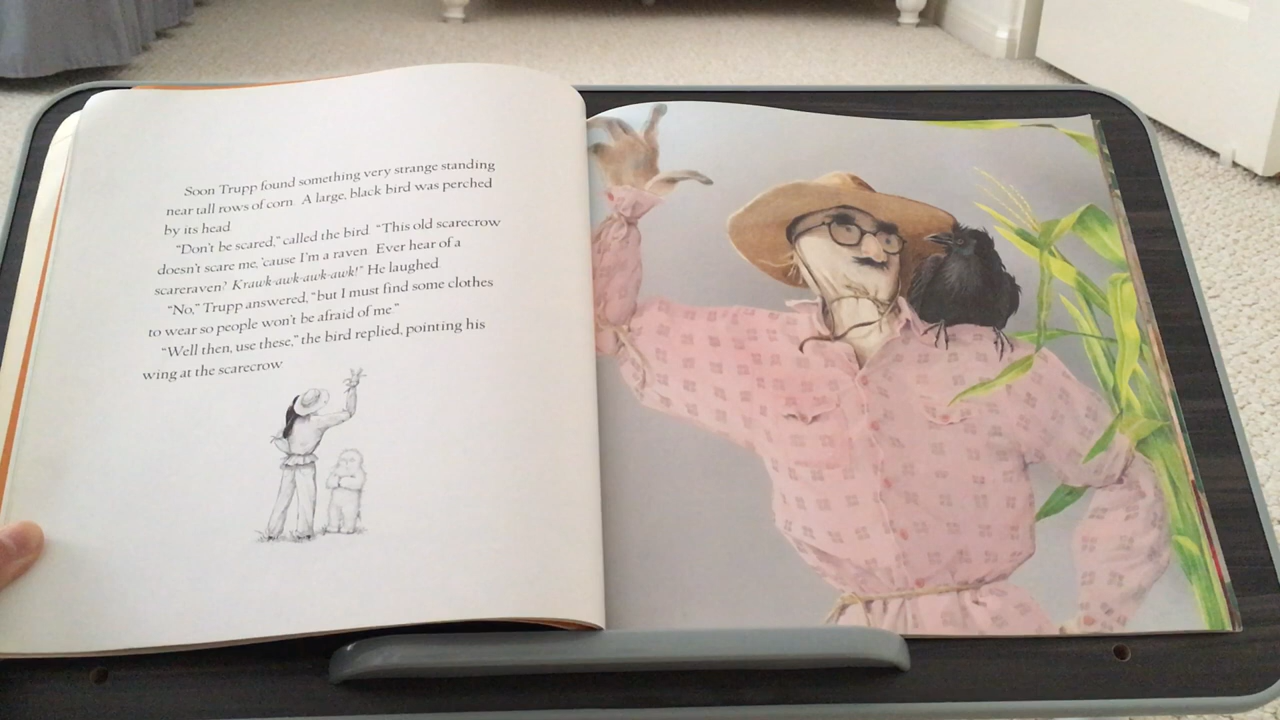 Soon Trupp found something very strange standing
near tall rows of corn. A large, black bird was perched
by its head
"Don't be scared," called the bird. "This old scarecrow
doesn't scare me, 'cause I'm a raven. Ever hear of a
scareraven? Krawk-awk-awk-awk!" He laughed.
"No," Trupp answered, "but I must find some clothes
to wear so people won't be afraid of me."
"Well then, use these," the bird replied, pointing his
wing at the scarecrow